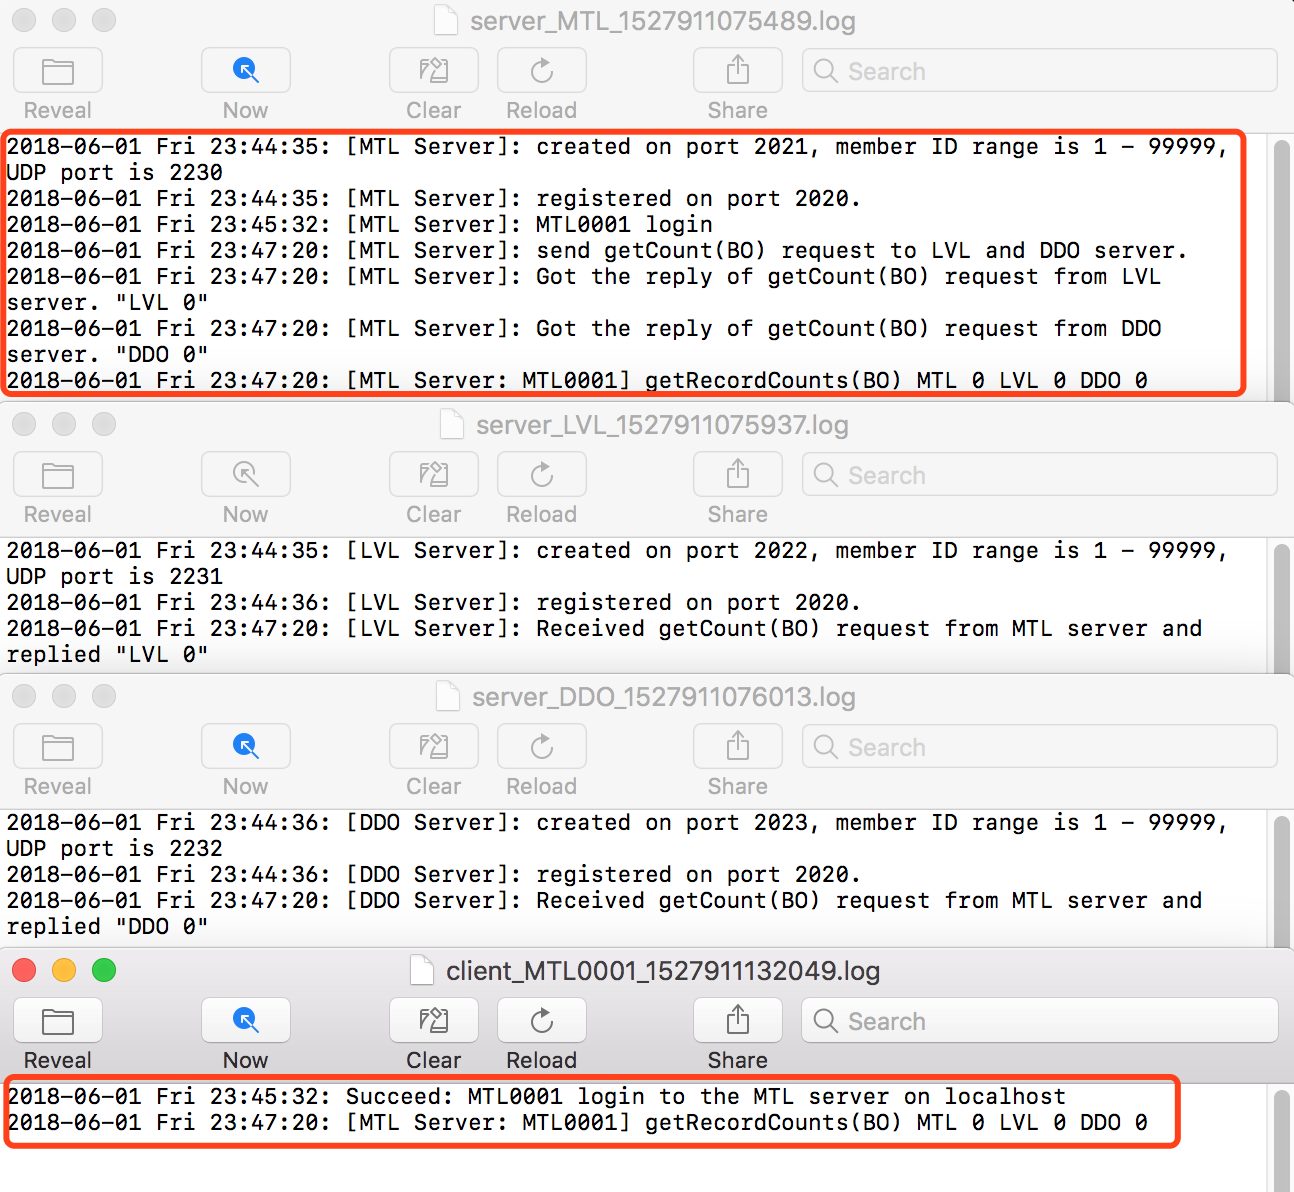 server_MTL_1527911075489.log
Search
Reveal Now Clear Reload Share
2018-06-01 Fri 23:44:35: [MTL Server]: created on port 2021, member ID range is 1 - 99999,
UDP port is 2230
2018-06-01 Fri 23:44:35: [MTL Server]: registered on port 2020.
2018-06-01 Fri 23:45:32: [MTL Server]: MTL0001 login
2018-06-01 Fri 23:47:20: [MTL Server]: send getCount(BO) request to LVL and DDO server.
2018-06-01 Fri 23:47:20: [MTL Server]: Got the reply of getCount(BO) request from LVL
server. "LVL 0"
2018-06-01 Fri 23:47:20: [MTL Server]: Got the reply of getCount(BO) request from DDO
server. "DDO 0"
2018-06-01 Fri 23:47:20: [MTL Server: MTL0001] getRecordCounts(BO) MTL 0 LVL 0 DDO 0
server_LVL_1527911075937.log
Search
Reveal Now Clear Reload Share
2018-06-01 Fri 23:44:35: [LVL Server]: created on port 2022, member ID range is 1 - 99999,
UDP port is 2231
2018-06-01 Fri 23:44:36: [LVL Server]: registered on port 2020.
2018-06-01 Fri 23:47:20: [LVL Server]: Received getCount(BO) request from MTL server and
replied "LVL 0"
server_DDO_1527911076013.log
Search
Reveal Now Clear Reload Share
2018-06-01 Fri 23:44:36: [DDO Server]: created on port 2023, member ID range is 1 - 99999,
UDP port is 2232
2018-06-01 Fri 23:44:36: [DDO Server]: registered on port 2020.
2018-06-01 Fri 23:47:20: [DDO Server]: Received getCount(BO) request from MTL server and
replied "DDO 0"
client_MTL0001_1527911132049.log
Search
Reveal Now Clear Reload Share
2018-06-01 Fri 23:45:32: Succeed: MTL0001 login to the MTL server on localhost
2018-06-01 Fri 23:47:20: [MTL Server: MTL0001] getRecordCounts(BO) MTL 0 LVL 0 DDO 0